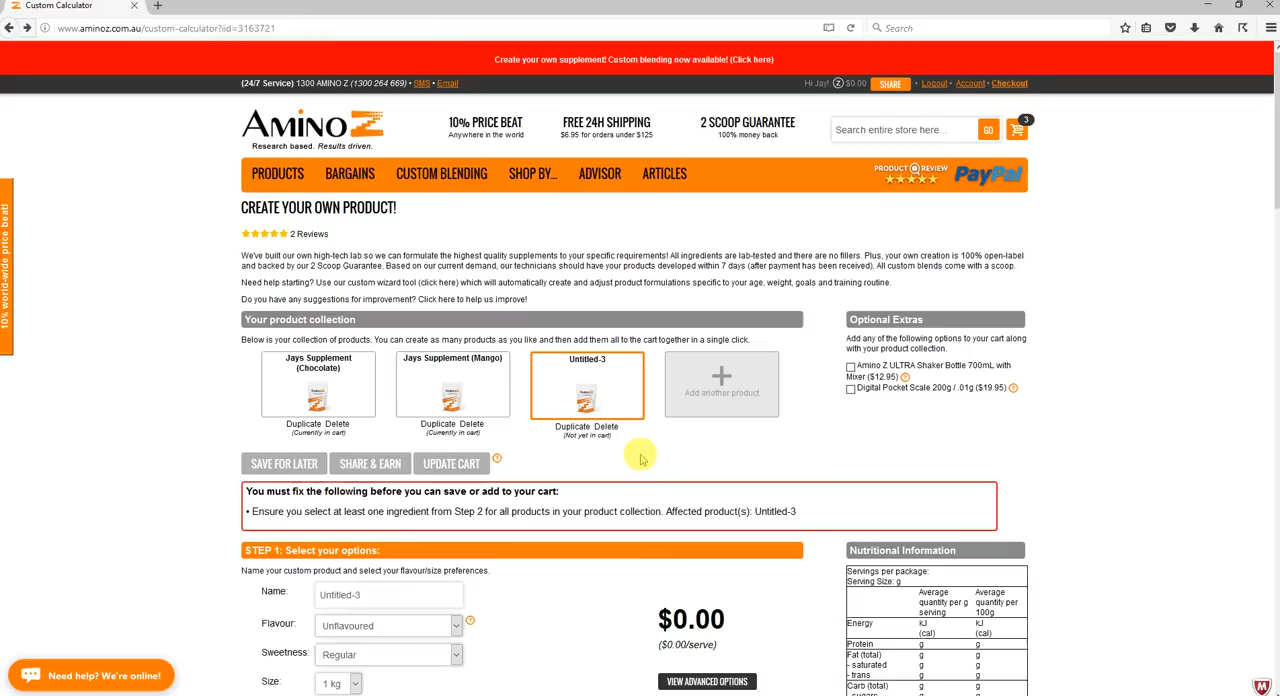 Custom Calculator
www.aminoz.com.au/custom-calculator?iid=3163721
Search
Create your own supplement! Custom blending now available! (Click here)
(24/7 Service) 1300 AMINO Z (1300 264 669) • SMS • Email
Hi Jay! Z $0.00 SHARE • Logout • Account • Checkout
AMINO Z
Research based. Results driven.
10% PRICE BEAT
Anywhere in the world
FREE 24H SHIPPING
$6.95 for orders under $125
2 SCOOP GUARANTEE
100% money back
Search entire store here...
GO
3
PRODUCTS BARGAINS CUSTOM BLENDING SHOP BY... ADVISOR ARTICLES
PRODUCT REVIEW
PayPal
10% world-wide price beat!
CREATE YOUR OWN PRODUCT!
2 Reviews
We've built our own high-tech lab so we can formulate the highest quality supplements to your specific requirements! All ingredients are lab-tested and there are no fillers. Plus, your own creation is 100% open-label
and backed by our 2 Scoop Guarantee. Based on our current demand, our technicians should have your products developed within 7 days (after payment has been received). All custom blends come with a scoop.
Need help starting? Use our custom wizard tool (click here) which will automatically create and adjust product formulations specific to your age, weight, goals and training routine.
Do you have any suggestions for improvement? Click here to help us improve!
Your product collection
Below is your collection of products. You can create as many products as you like and then add them all to the cart together in a single click.
Jays Supplement
(Chocolate)
Duplicate Delete
(Currently in cart)
Jays Supplement (Mango)
Duplicate Delete
(Currently in cart)
Untitled-3
Duplicate Delete
(Not yet in cart)
Add another product
Optional Extras
Add any of the following options to your cart along
with your product collection.
Amino Z ULTRA Shaker Bottle 700mL with
Mixer ($12.95) ?
Digital Pocket Scale 200g / .01g ($19.95) ?
SAVE FOR LATER SHARE & EARN UPDATE CART ?
You must fix the following before you can save or add to your cart:
• Ensure you select at least one ingredient from Step 2 for all products in your product collection. Affected product(s): Untitled-3
STEP 1: Select your options:
Name your custom product and select your flavour/size preferences.
Name: Untitled-3
Flavour: Unflavoured ?
Sweetness: Regular
Size: 1 kg
$0.00
($0.00/serve)
VIEW ADVANCED OPTIONS
Nutritional Information
Servings per package:
Serving Size: g
Average
quantity per g
serving
Average
quantity per
100g
Energy kJ kJ
(cal) (cal)
Protein g g
Fat (total) g g
- saturated g g
- trans g g
Carb (total) g g
- sugars g g
Need help? We're online!